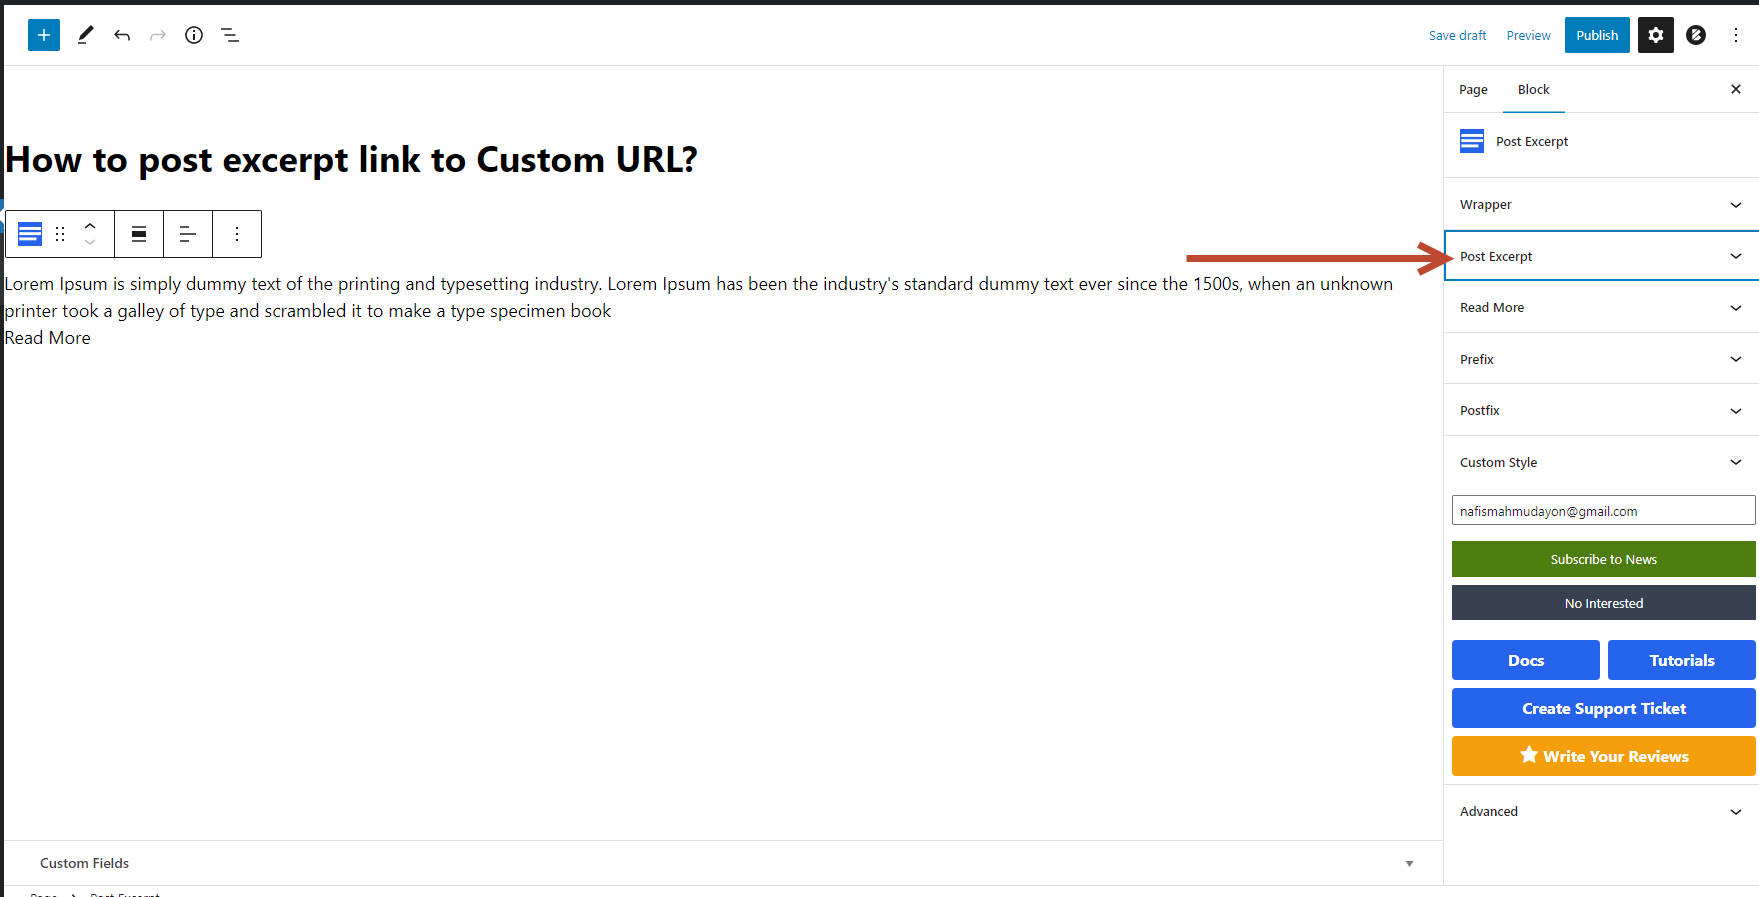 Save draft
Preview
Publish
How to post excerpt link to Custom URL?
Lorem Ipsum is simply dummy text of the printing and typesetting industry. Lorem Ipsum has been the industry's standard dummy text ever since the 1500s, when an unknown
printer took a galley of type and scrambled it to make a type specimen book
Read More
Custom Fields
Page
Post Excerpt
Page
Block
Post Excerpt
Wrapper
Post Excerpt
Read More
Prefix
Postfix
Custom Style
nafismahmudayon@gmail.com
Subscribe to News
No Interested
Docs
Tutorials
Create Support Ticket
Write Your Reviews
Advanced